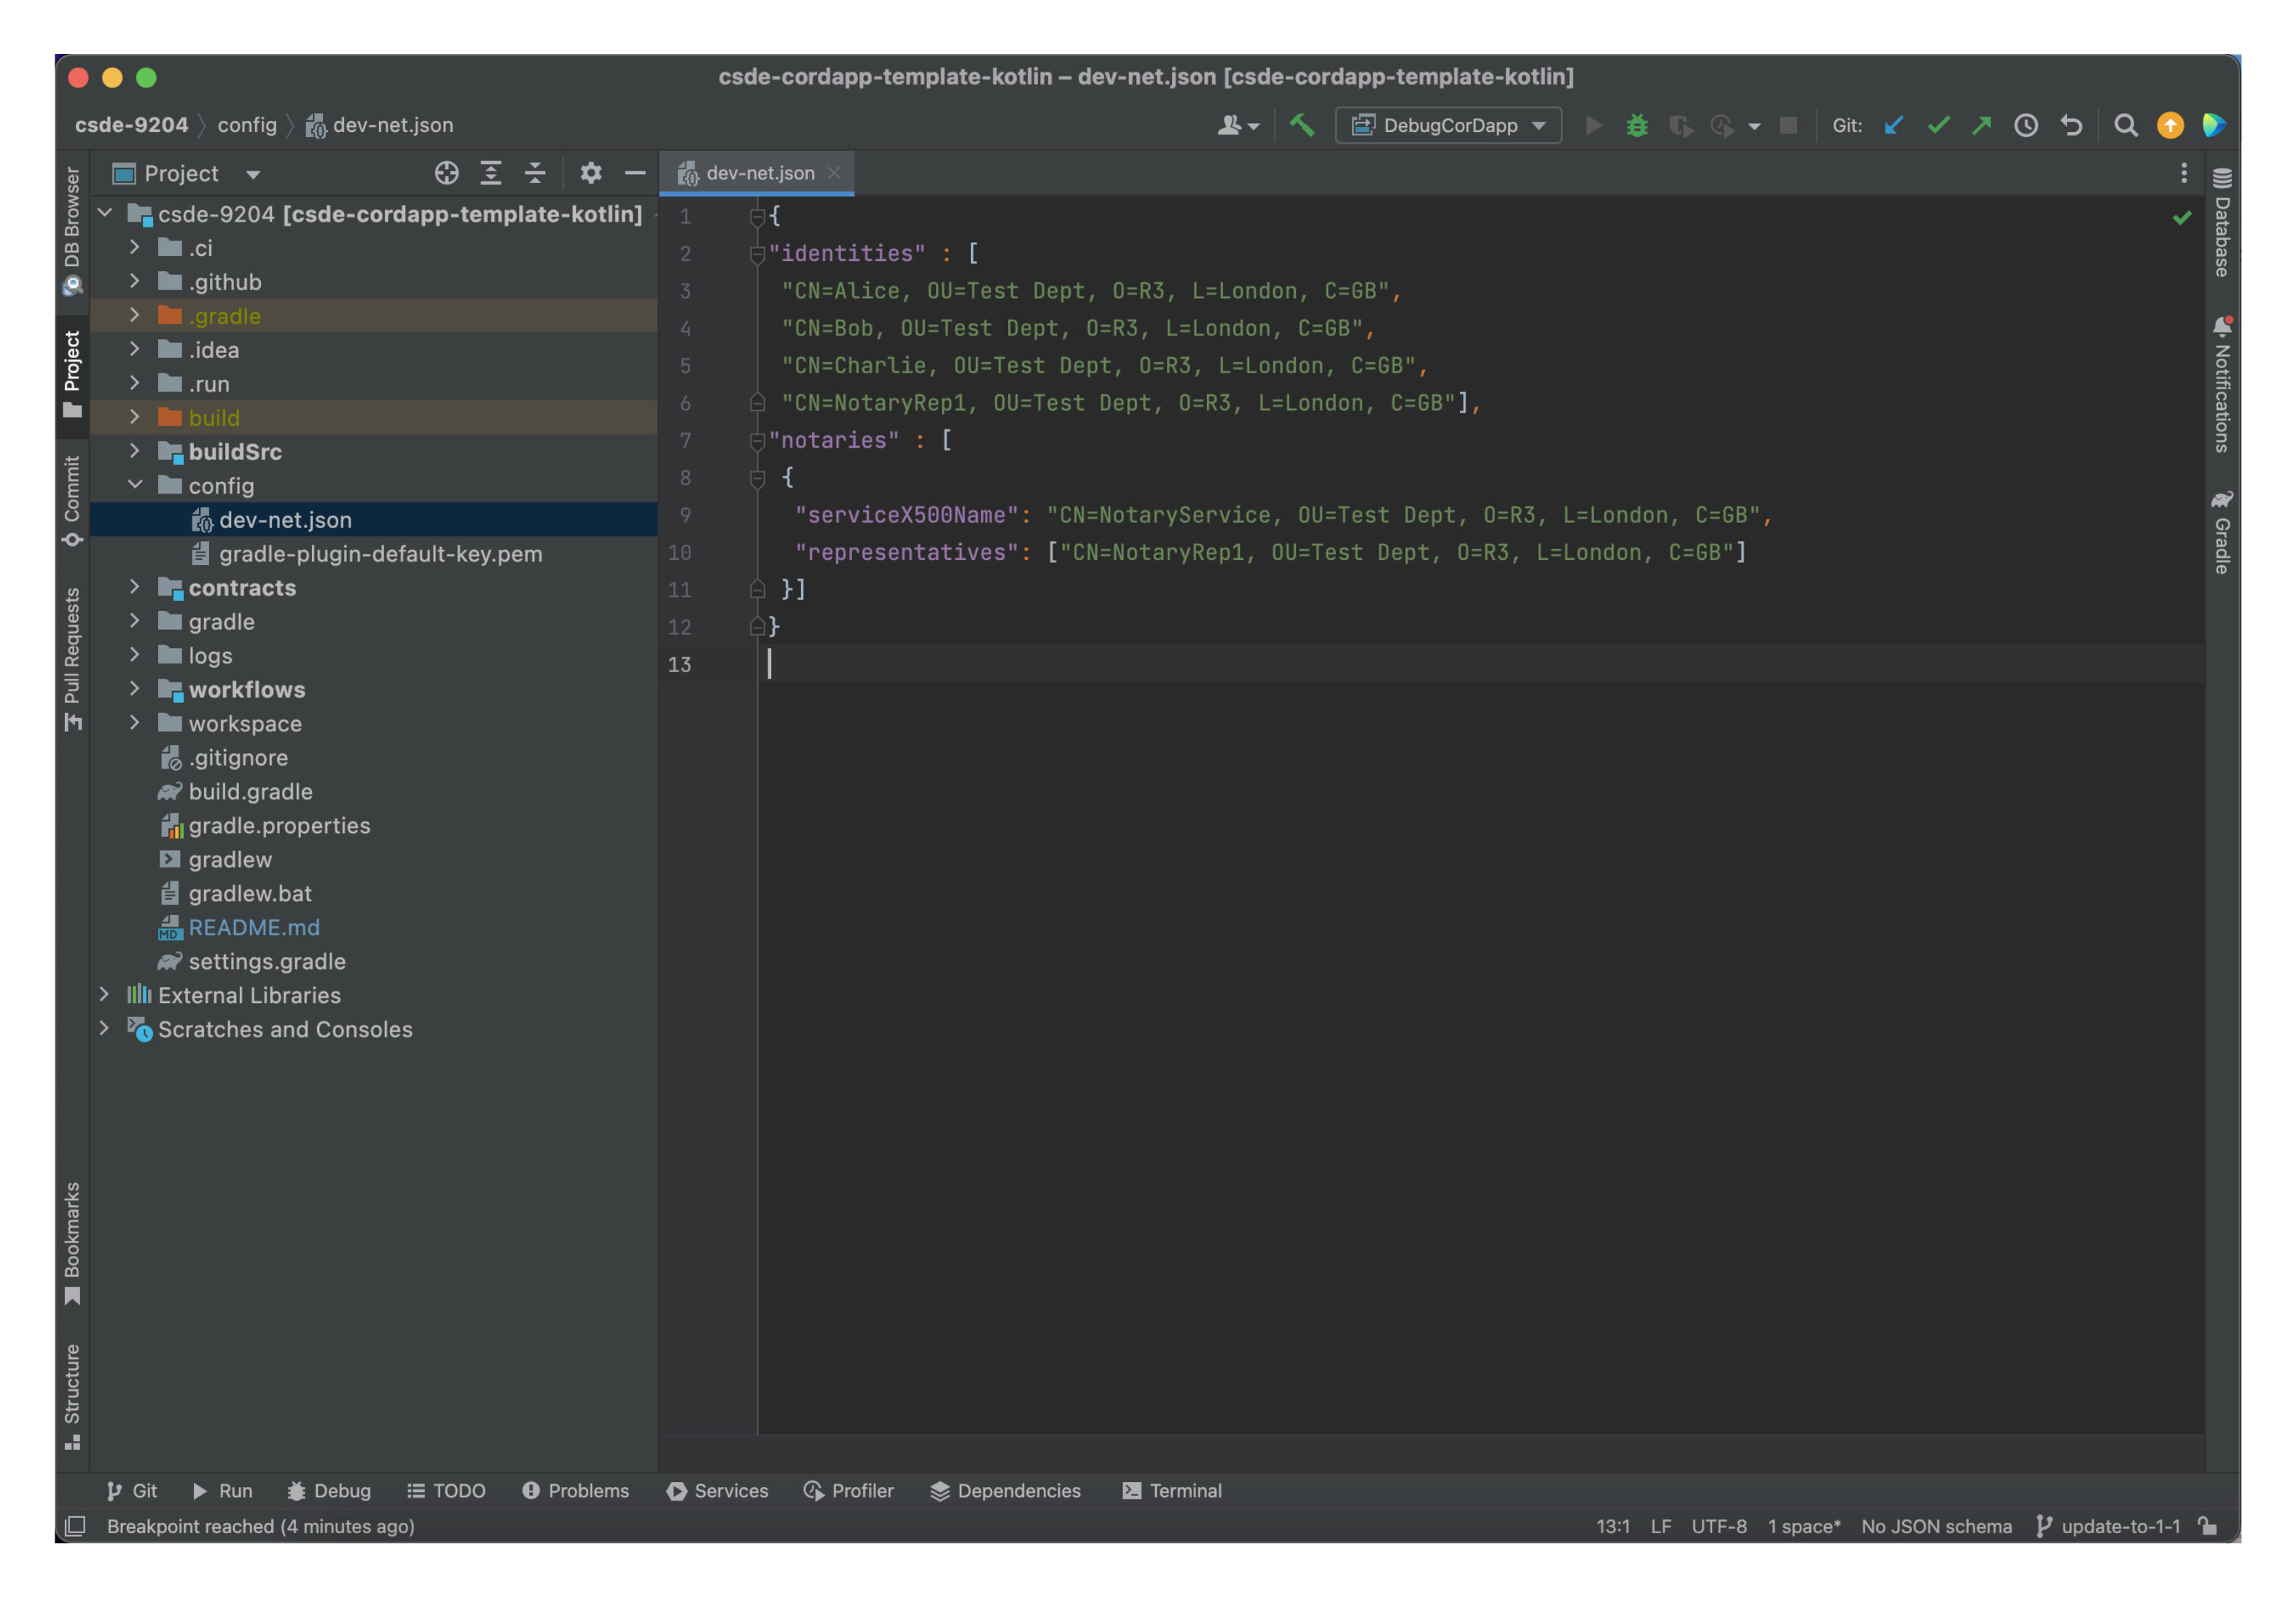 csde-cordapp-template-kotlin – dev-net.json [csde-cordapp-template-kotlin]
csde-9204 config dev-net.json
DebugCorDapp
Git:
DB Browser
Project
Commit
Pull Requests
Bookmarks
Structure
Project
csde-9204 [csde-cordapp-template-kotlin]
.ci
.github
.gradle
.idea
.run
build
buildSrc
config
dev-net.json
gradle-plugin-default-key.pem
contracts
gradle
logs
workflows
workspace
.gitignore
build.gradle
gradle.properties
gradlew
gradlew.bat
README.md
settings.gradle
External Libraries
Scratches and Consoles
dev-net.json
1 {
2 "identities" : [
3 "CN=Alice, OU=Test Dept, O=R3, L=London, C=GB",
4 "CN=Bob, OU=Test Dept, O=R3, L=London, C=GB",
5 "CN=Charlie, OU=Test Dept, O=R3, L=London, C=GB",
6 "CN=NotaryRep1, OU=Test Dept, O=R3, L=London, C=GB"],
7 "notaries" : [
8 {
9 "serviceX500Name": "CN=NotaryService, OU=Test Dept, O=R3, L=London, C=GB",
10 "representatives": ["CN=NotaryRep1, OU=Test Dept, O=R3, L=London, C=GB"]
11 }]
12 }
13
Database
Notifications
Gradle
Git Run Debug TODO Problems Services Profiler Dependencies Terminal
Breakpoint reached (4 minutes ago)
13:1 LF UTF-8 1 space* No JSON schema update-to-1-1